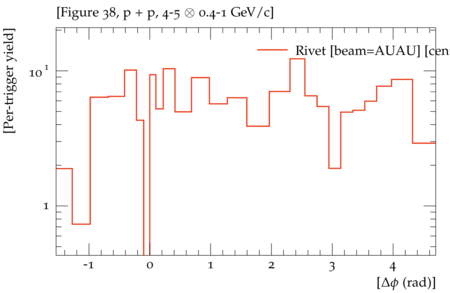 [Figure 38, p + p, 4-5 ⊗ 0.4-1 GeV/c]
Rivet [beam=AUAU] [cen
[Per-trigger yield]
10¹
1
-1 0 1 2 3 4
[Δϕ (rad)]